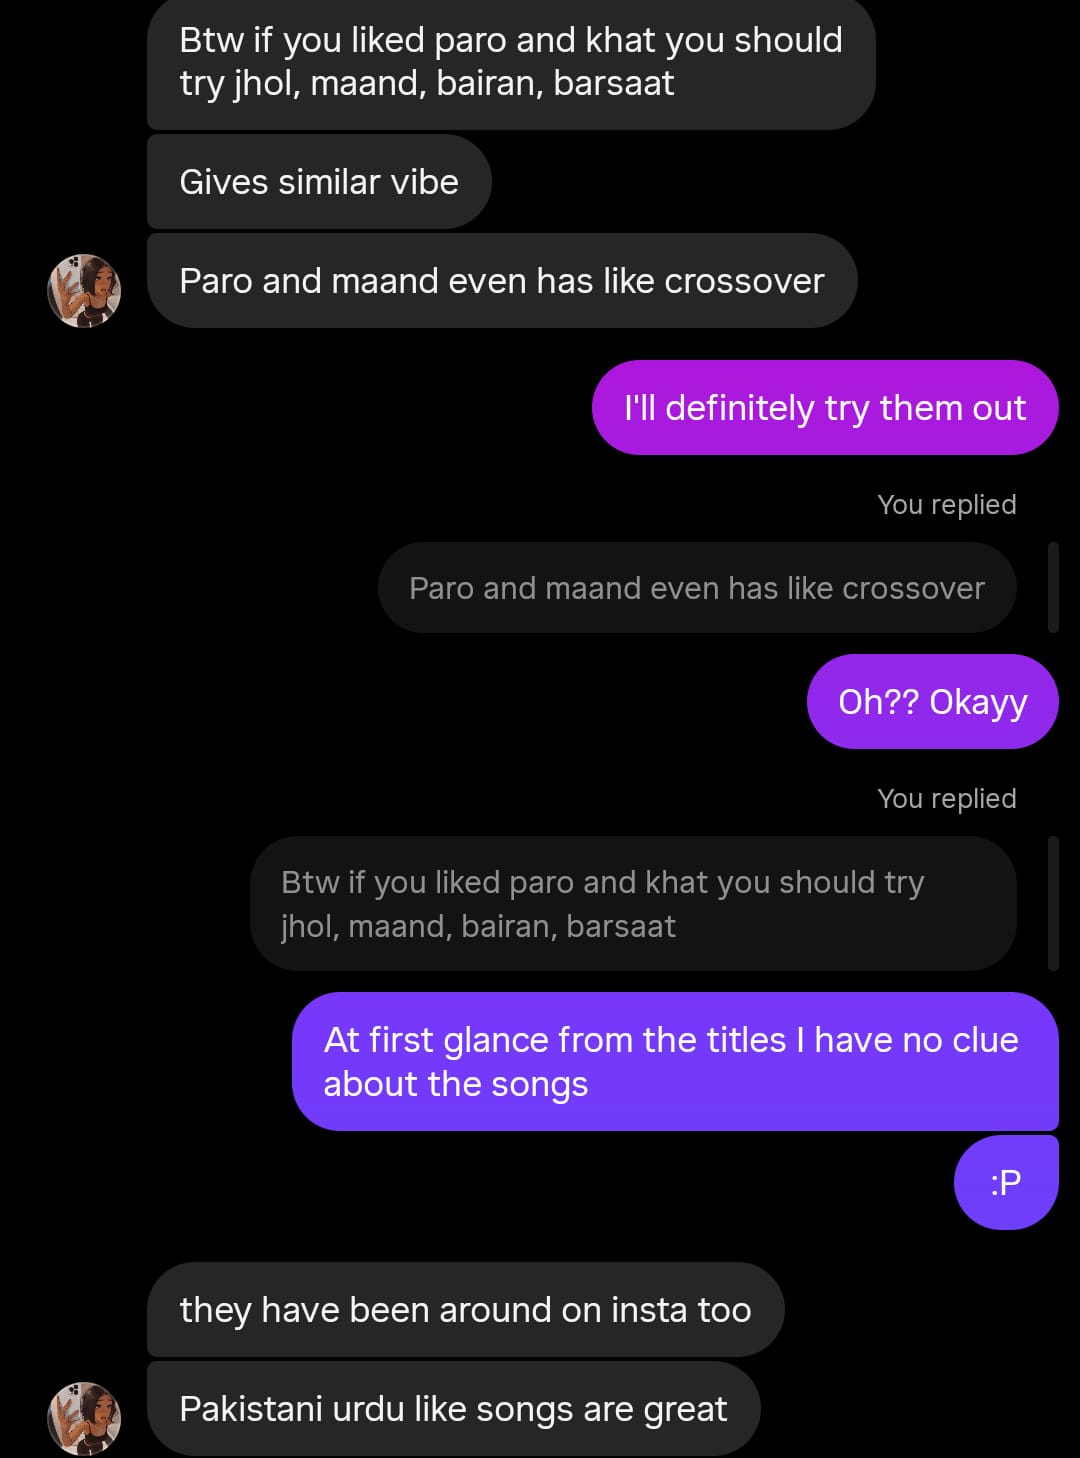 Btw if you liked paro and khat you should
try jhol, maand, bairan, barsaat
Gives similar vibe
Paro and maand even has like crossover
I'll definitely try them out
You replied
Paro and maand even has like crossover
Oh?? Okayy
You replied
Btw if you liked paro and khat you should try
jhol, maand, bairan, barsaat
At first glance from the titles I have no clue
about the songs
:P
they have been around on insta too
Pakistani urdu like songs are great